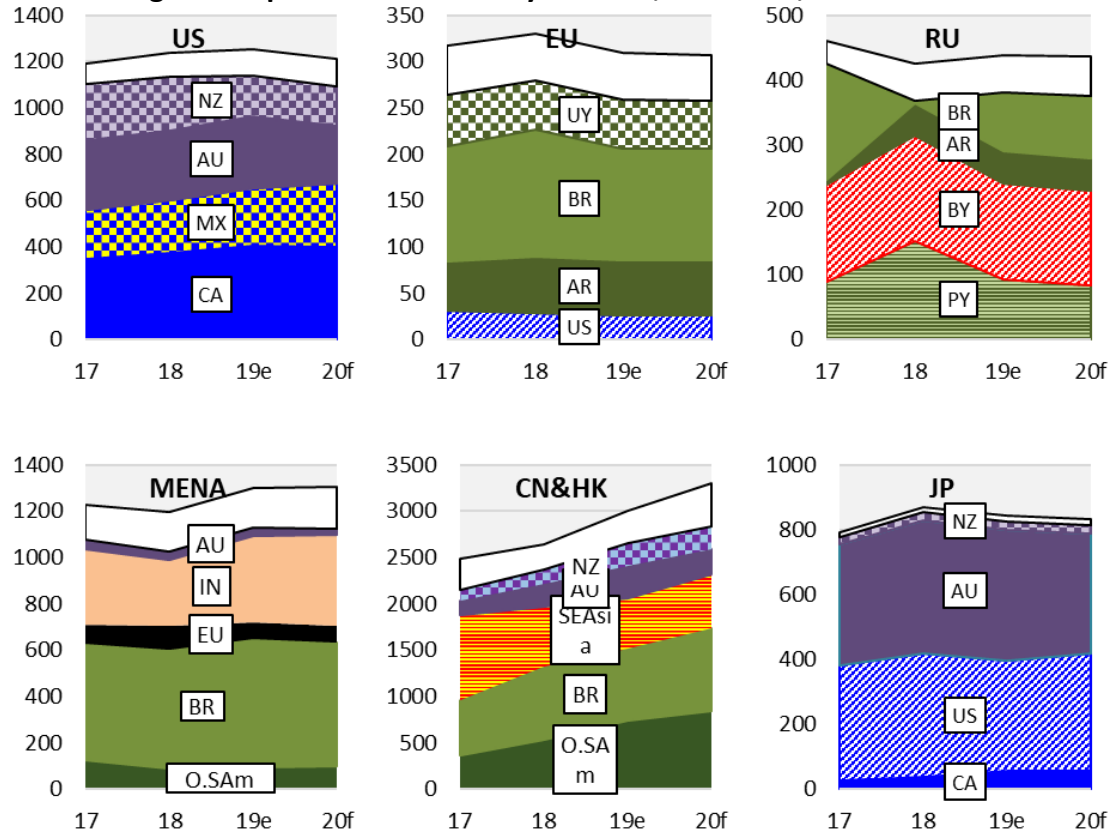 1400
1200
1000
800
600
400
200
0
US
NZ
AU
MX
CA
17 18 19e 20f
350
300
250
200
150
100
50
0
EU
UY
BR
AR
US
17 18 19e 20f
500
400
300
200
100
0
RU
BR
AR
BY
PY
17 18 19e 20f
1400
1200
1000
800
600
400
200
0
MENA
AU
IN
EU
BR
O.SAm
17 18 19e 20f
3500
3000
2500
2000
1500
1000
500
0
CN&HK
NZ
AU
SEAsi
a
BR
O.SA
m
17 18 19e 20f
1000
800
600
400
200
0
JP
NZ
AU
US
CA
17 18 19e 20f